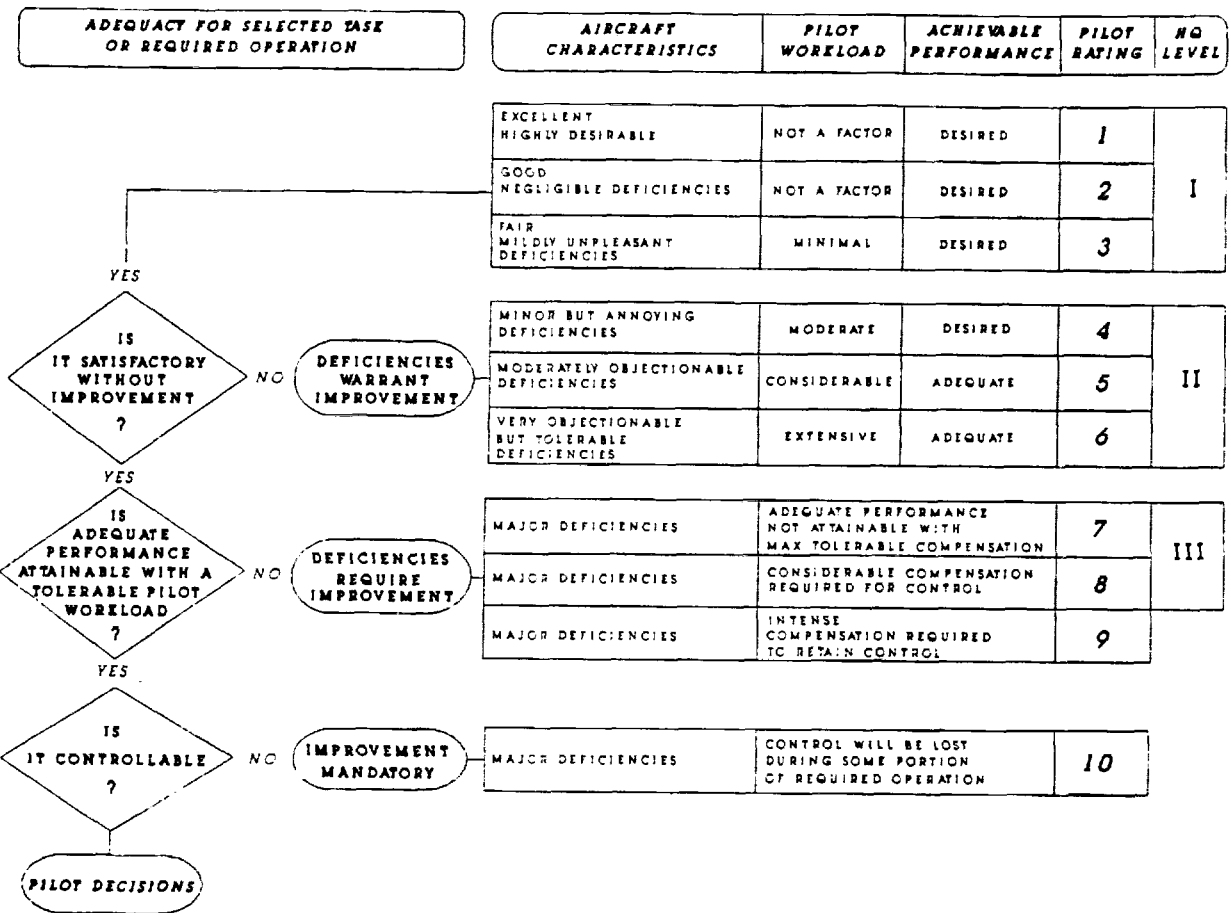 ADEQUACT FOR SELECTED TASK
OR REQUIRED OPERATION
AIRCRAFT
CHARACTERISTICS
PILOT
WORKLOAD
ACHIEVABLE
PERFORMANCE
PILOT
RATING
HQ
LEVEL
EXCELLENT
HIGHLY DESIRABLE
NOT A FACTOR
DESIRED
1
GOOD
NEGLIGIBLE DEFICIENCIES
NOT A FACTOR
DESIRED
2
FAIR
MILDLY UNPLEASANT
DEFICIENCIES
MINIMAL
DESIRED
3
I
YES
IS
IT SATISFACTORY
WITHOUT
IMPROVEMENT
?
NO
DEFICIENCIES
WARRANT
IMPROVEMENT
MINOR BUT ANNOYING
DEFICIENCIES
MODERATE
DESIRED
4
MODERATELY OBJECTIONABLE
DEFICIENCIES
CONSIDERABLE
ADEQUATE
5
VERY OBJECTIONABLE
BUT TOLERABLE
DEFICIENCIES
EXTENSIVE
ADEQUATE
6
II
YES
IS
ADEQUATE
PERFORMANCE
ATTAINABLE WITH A
TOLERABLE PILOT
WORKLOAD
?
NO
DEFICIENCIES
REQUIRE
IMPROVEMENT
MAJOR DEFICIENCIES
ADEQUATE PERFORMANCE
NOT ATTAINABLE WITH
MAX TOLERABLE COMPENSATION
7
MAJOR DEFICIENCIES
CONSIDERABLE COMPENSATION
REQUIRED FOR CONTROL
8
MAJOR DEFICIENCIES
INTENSE
COMPENSATION REQUIRED
TO RETAIN CONTROL
9
III
YES
IS
IT CONTROLLABLE
?
NO
IMPROVEMENT
MANDATORY
MAJOR DEFICIENCIES
CONTROL WILL BE LOST
DURING SOME PORTION
OF REQUIRED OPERATION
10
PILOT DECISIONS